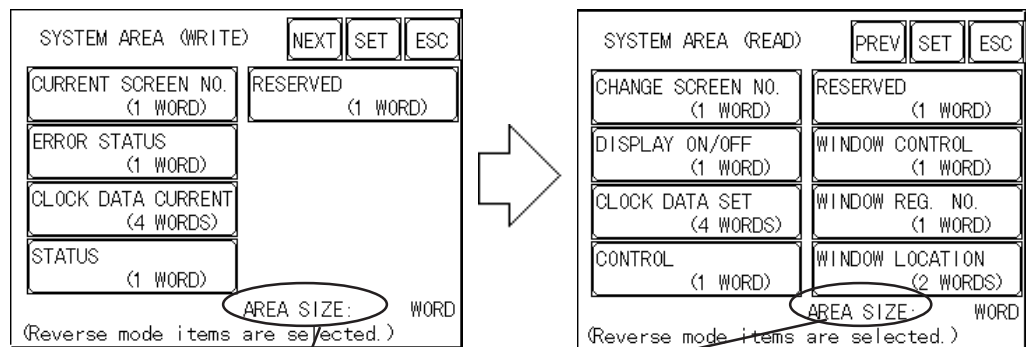 SYSTEM AREA (WRITE) NEXT SET ESC
CURRENT SCREEN NO.
(1 WORD)
RESERVED
(1 WORD)
ERROR STATUS
(1 WORD)
CLOCK DATA CURRENT
(4 WORDS)
STATUS
(1 WORD)
AREA SIZE: WORD
(Reverse mode items are selected.)
SYSTEM AREA (READ) PREV SET ESC
CHANGE SCREEN NO.
(1 WORD)
RESERVED
(1 WORD)
DISPLAY ON/OFF
(1 WORD)
WINDOW CONTROL
(1 WORD)
CLOCK DATA SET
(4 WORDS)
WINDOW REG. NO.
(1 WORD)
CONTROL
(1 WORD)
WINDOW LOCATION
(2 WORDS)
AREA SIZE: WORD
(Reverse mode items are selected.)